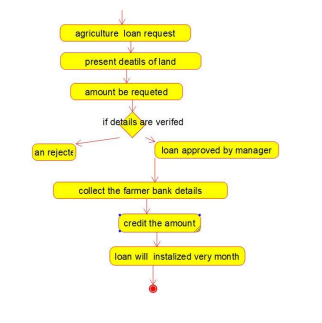 agriculture loan request
present deatils of land
amount be requeted
if details are verifed
an rejecte
loan approved by manager
collect the farmer bank details
credit the amount
loan will instalized very month